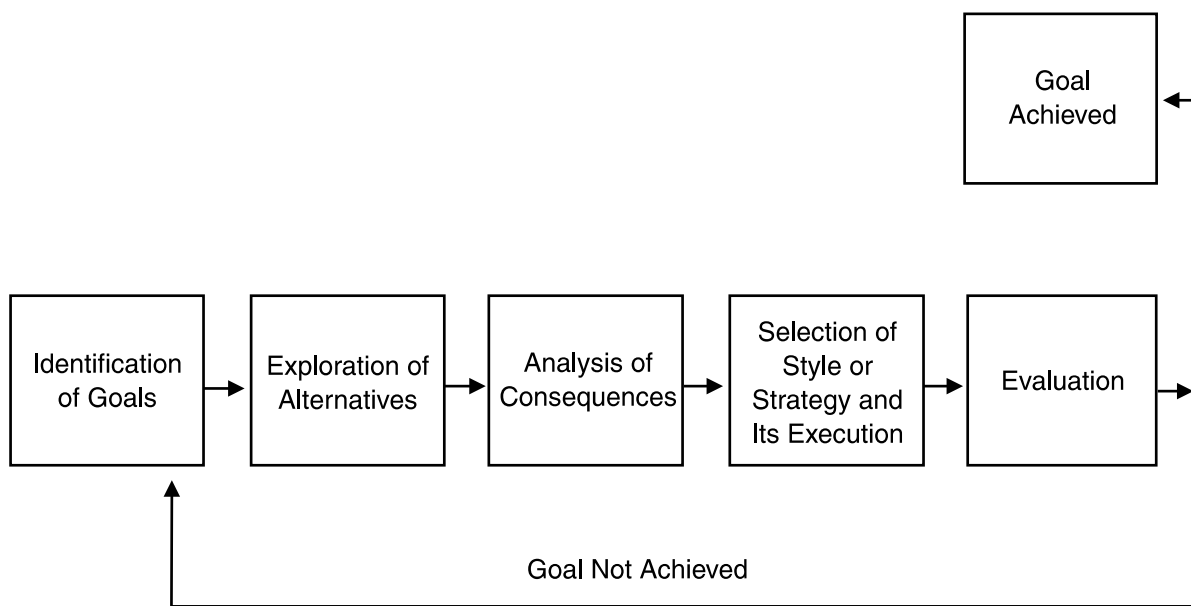 Goal
Achieved
Identification
of Goals
Exploration of
Alternatives
Analysis of
Consequences
Selection of
Style or
Strategy and
Its Execution
Evaluation
Goal Not Achieved